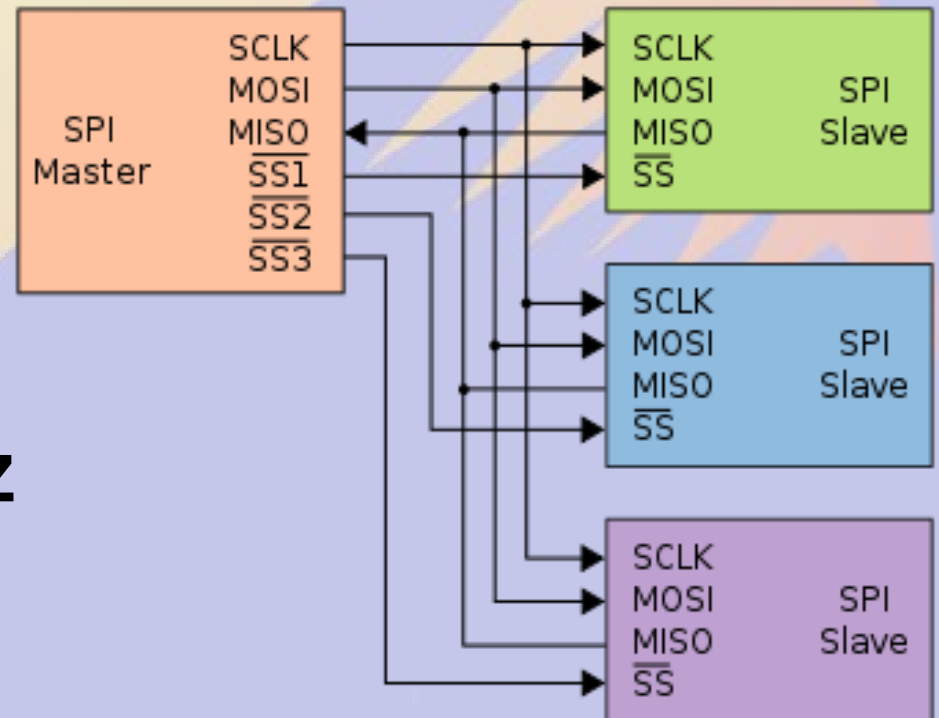 SPI
Master
SCLK
MOSI
MISO
SS1
SS2
SS3
SCLK
MOSI
MISO
SS
SPI
Slave
SCLK
MOSI
MISO
SS
SPI
Slave
z
SCLK
MOSI
MISO
SS
SPI
Slave